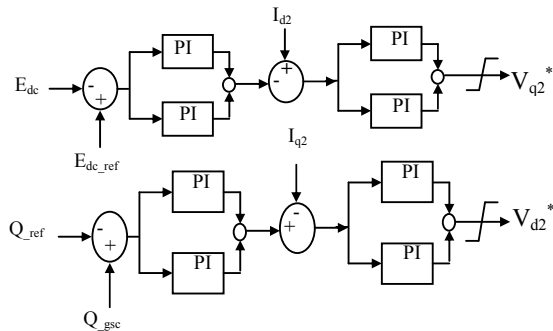 I_d2
PI
PI
E_dc
-
+
-
+
-
V_q2*
PI
PI
E_dc_ref
I_q2
PI
PI
Q_ref
-
+
-
+
V_d2*
PI
PI
Q_gsc